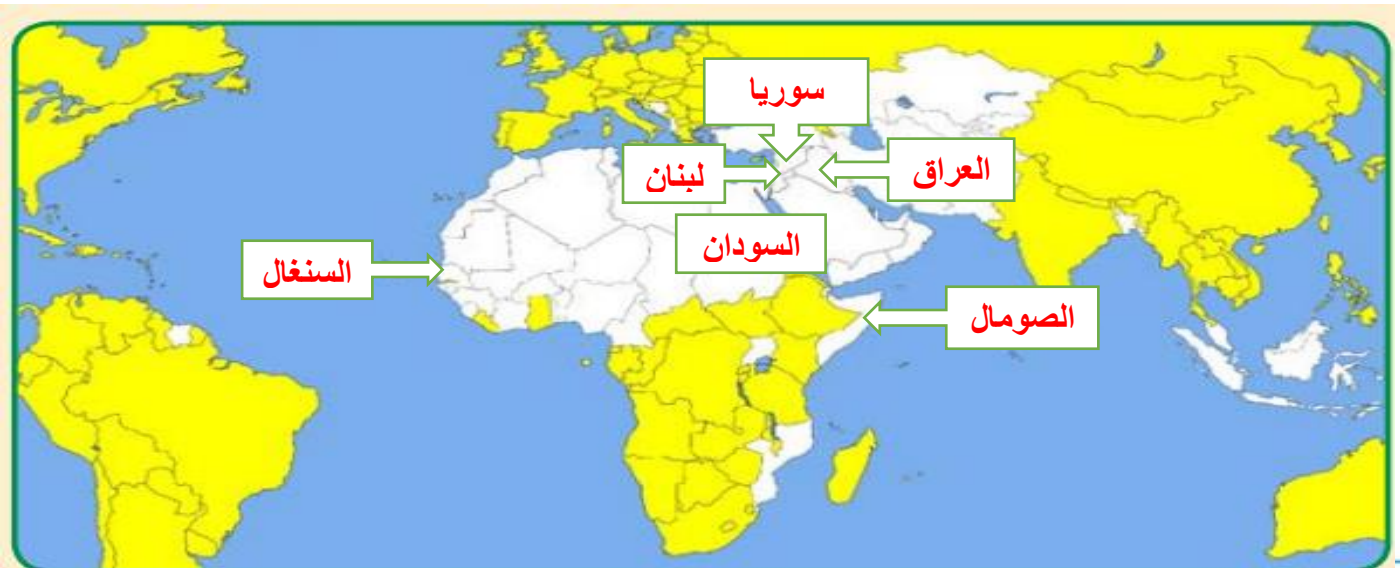 سوريا
العراق
لبنان
السودان
السنغال
الصومال